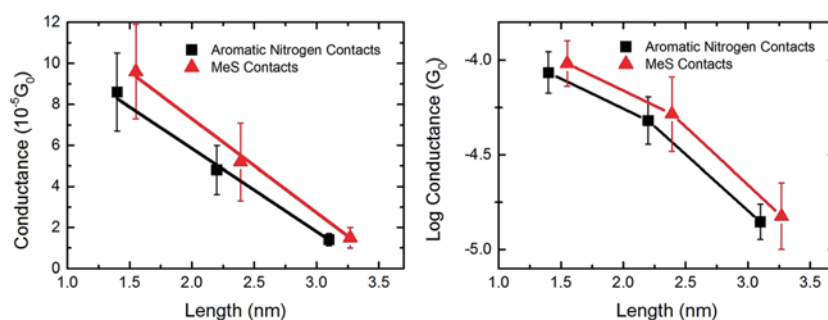 12
10
8
6
4
2
0
Conductance (10⁻⁵G₀)
Aromatic Nitrogen Contacts
MeS Contacts
1.0 1.5 2.0 2.5 3.0 3.5
Length (nm)
-4.0
-4.5
-5.0
Log Conductance (G₀)
Aromatic Nitrogen Contacts
MeS Contacts
1.0 1.5 2.0 2.5 3.0 3.5
Length (nm)